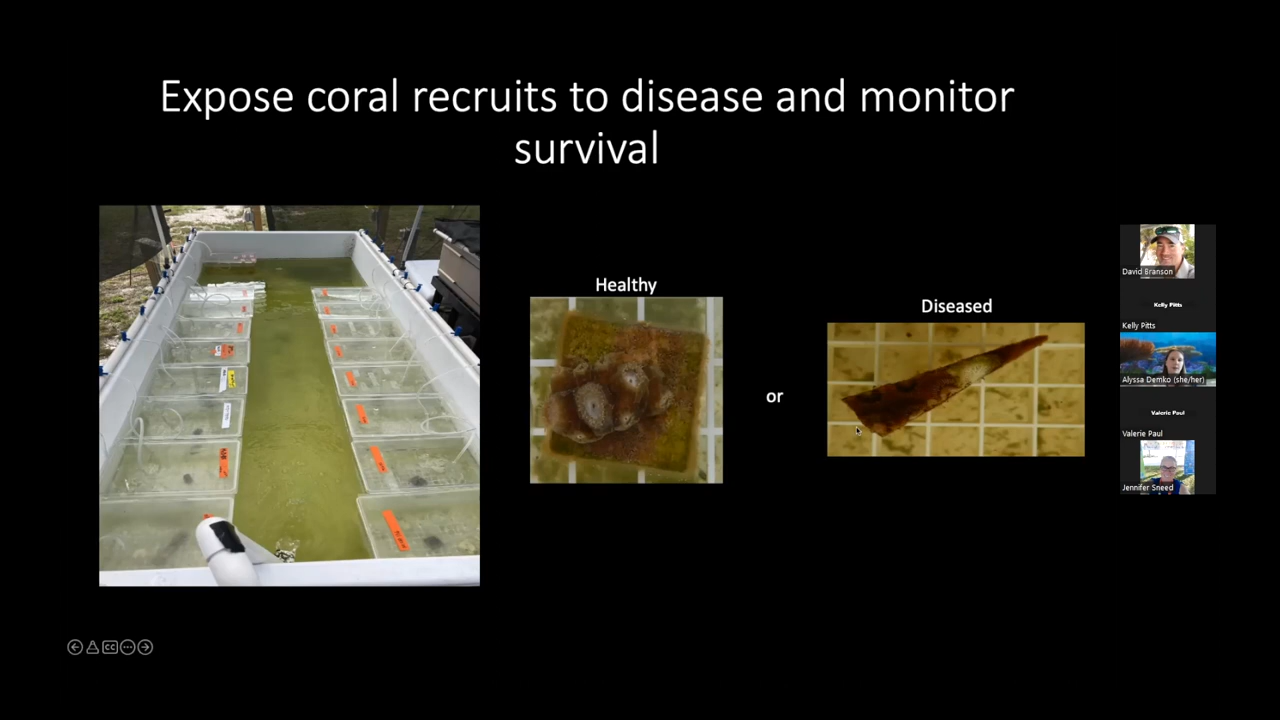 Expose coral recruits to disease and monitor
survival
Healthy
or
Diseased
David Branson
Kelly Pitts
Kelly Pitts
Alyssa Demko (she/her)
Valerie Paul
Valerie Paul
Jennifer Sneed
CC